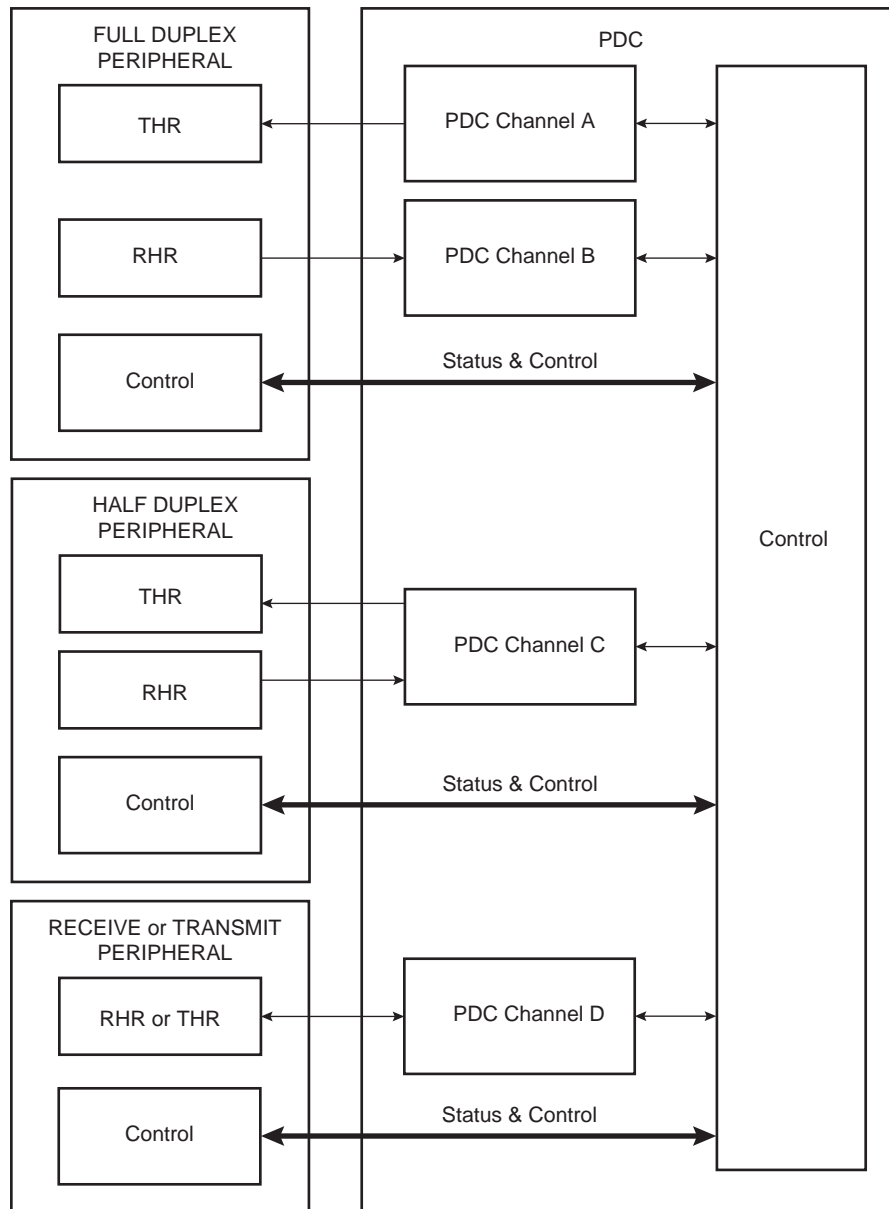 FULL DUPLEX
PERIPHERAL
THR
RHR
Control
PDC
PDC Channel A
PDC Channel B
Status & Control
HALF DUPLEX
PERIPHERAL
THR
RHR
Control
PDC Channel C
Status & Control
Control
RECEIVE or TRANSMIT
PERIPHERAL
RHR or THR
Control
PDC Channel D
Status & Control